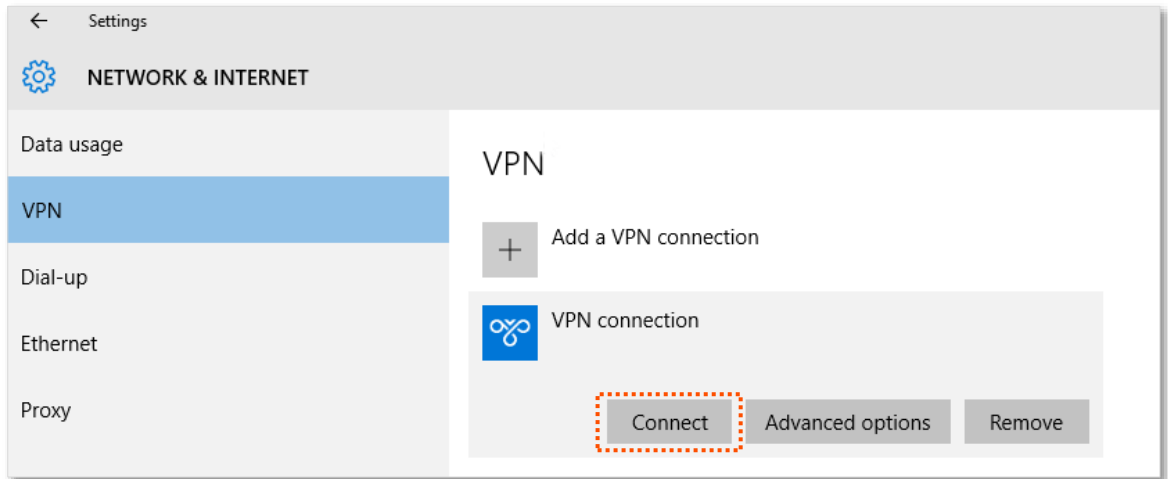 Settings
NETWORK & INTERNET
Data usage
VPN
Dial-up
Ethernet
Proxy
VPN
Add a VPN connection
VPN connection
Connect Advanced options Remove